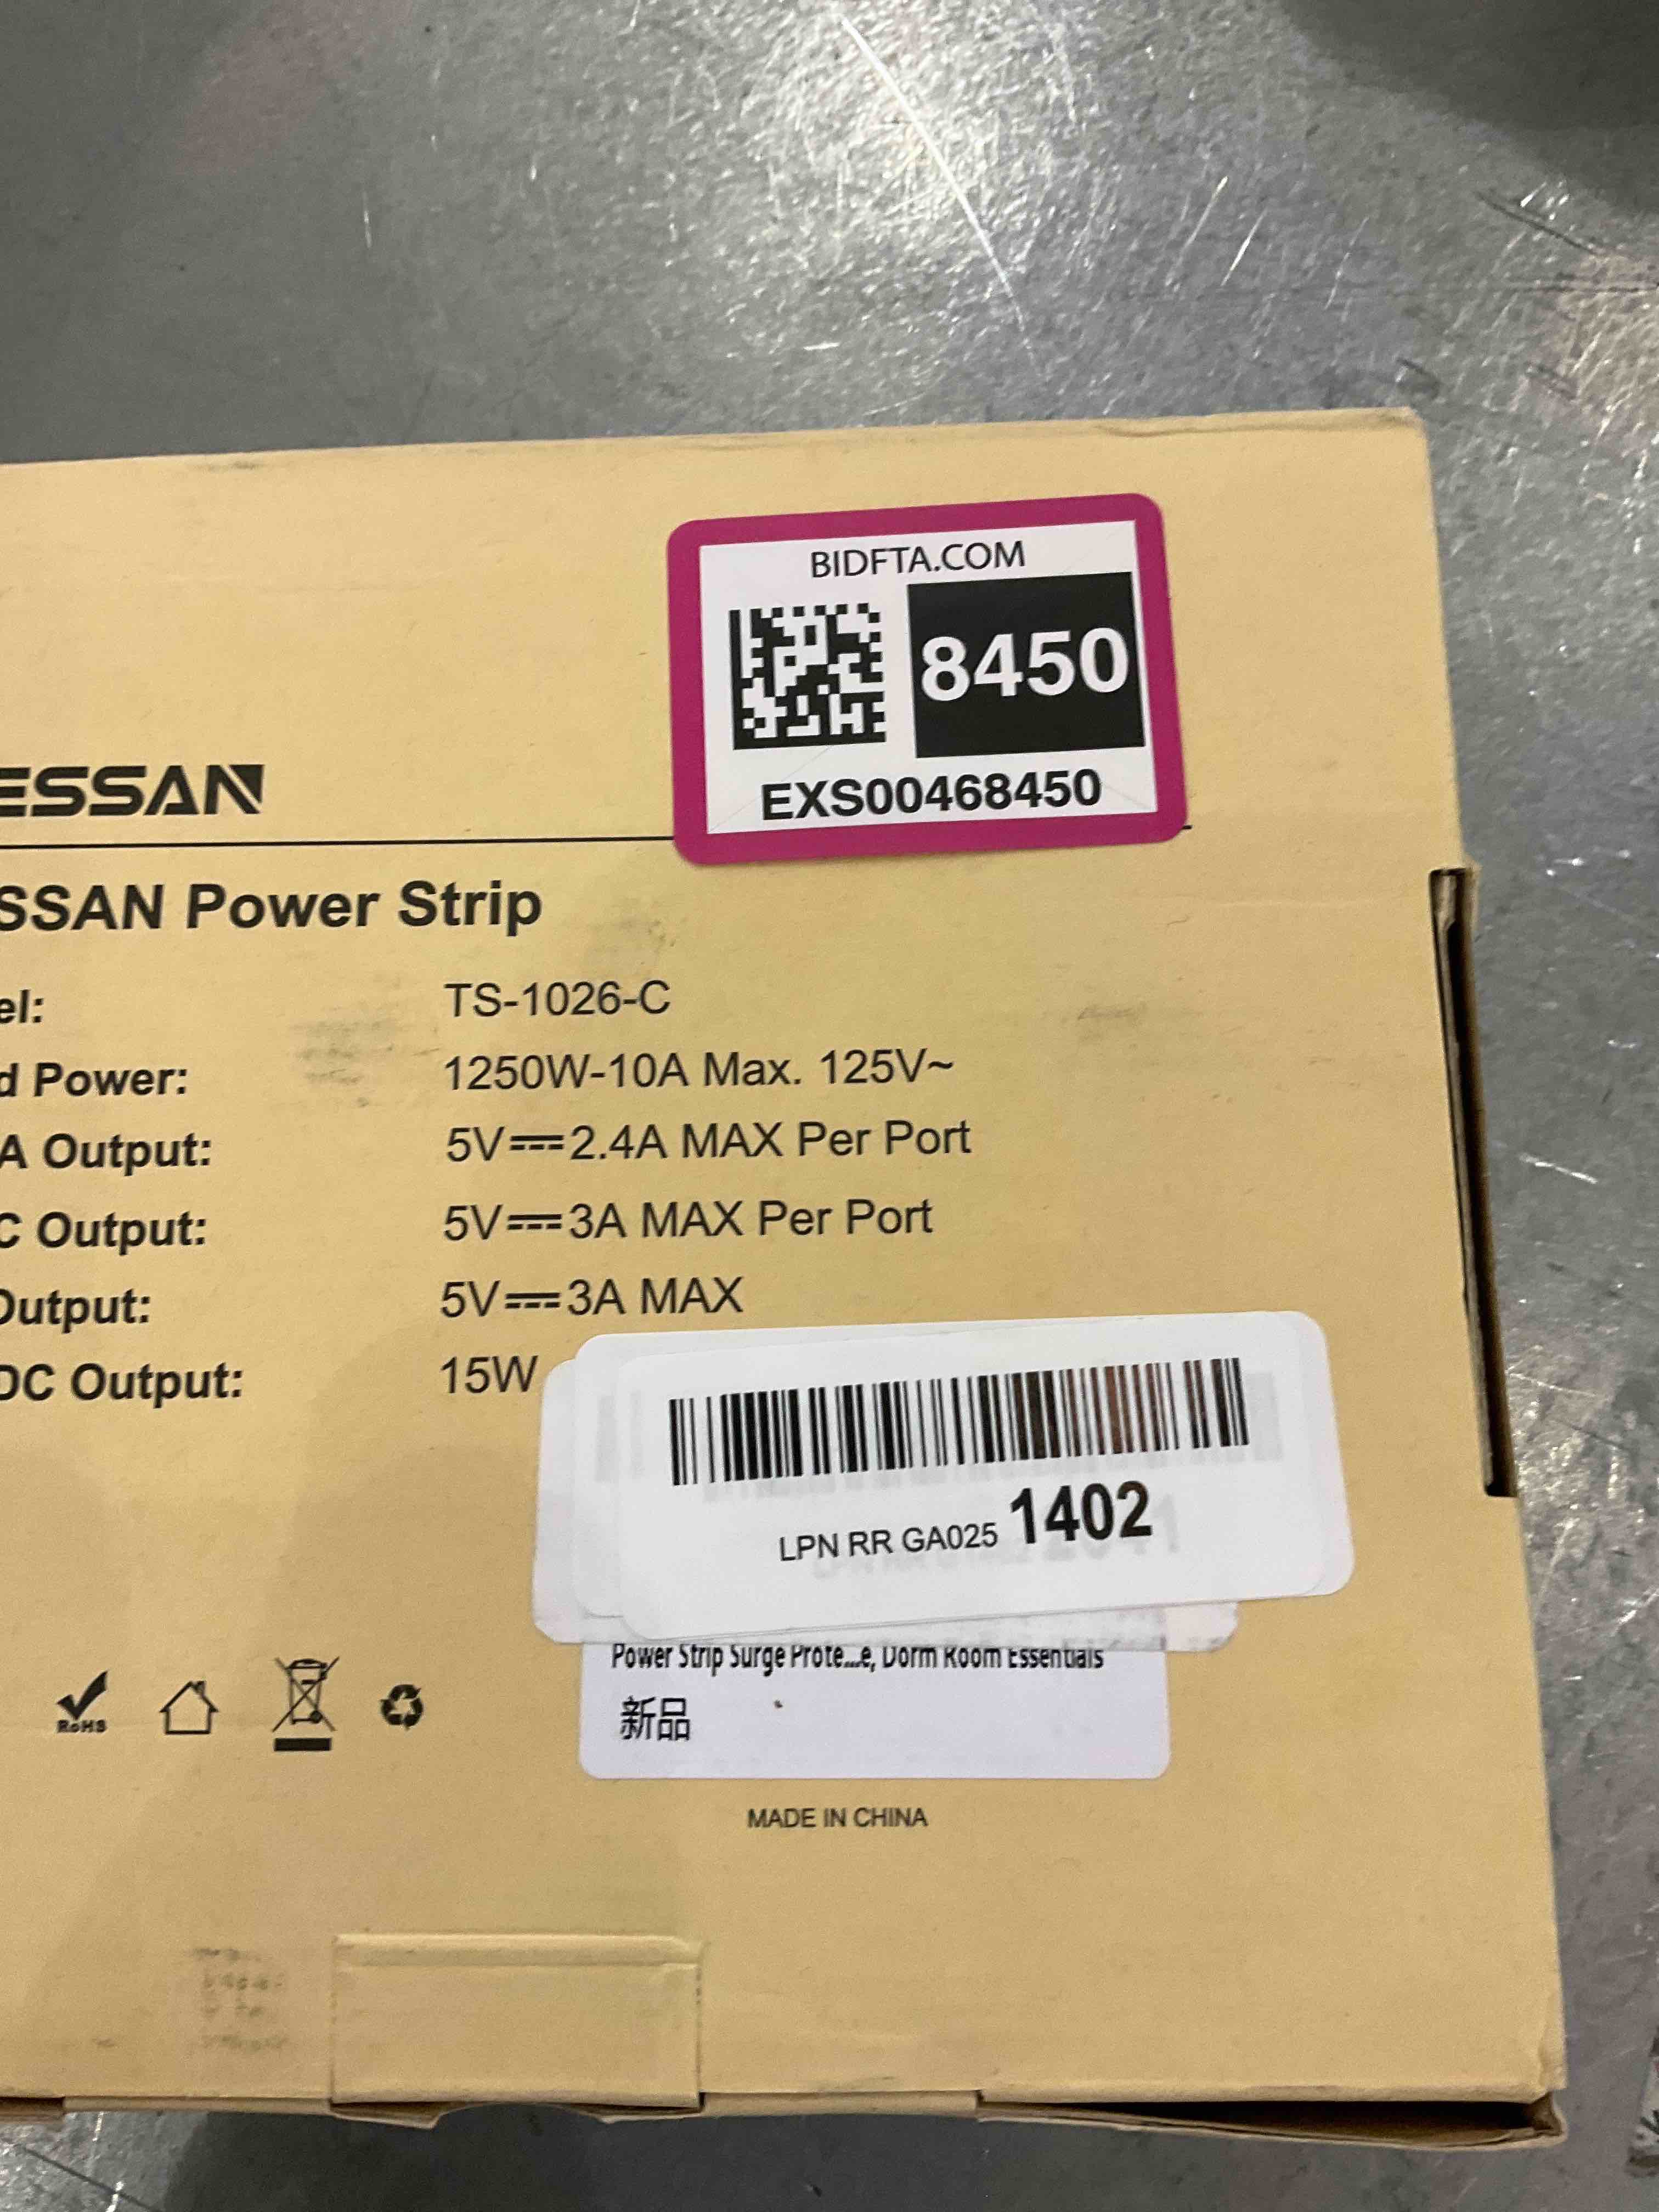 BIDFTA.COM
8450
EXS00468450
ESSAN
SSAN Power Strip
el: TS-1026-C
d Power: 1250W-10A Max. 125V~
A Output: 5V⎓2.4A MAX Per Port
C Output: 5V⎓3A MAX Per Port
Output: 5V⎓3A MAX
DC Output: 15W
LPN RR GA025 1402
Power Strip Surge Prote...e, Dorm Room Essentials
新品
RoHS
MADE IN CHINA